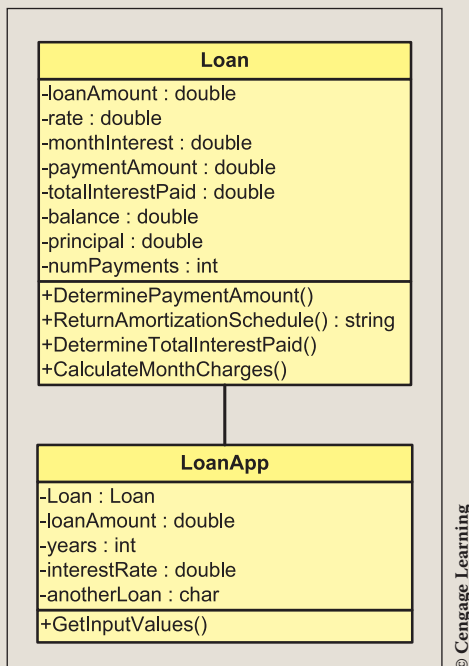 Loan
-loanAmount : double
-rate : double
-monthInterest : double
-paymentAmount : double
-totalInterestPaid : double
-balance : double
-principal : double
-numPayments : int
+DeterminePaymentAmount()
+ReturnAmortizationSchedule() : string
+DetermineTotalInterestPaid()
+CalculateMonthCharges()
LoanApp
-Loan : Loan
-loanAmount : double
-years : int
-interestRate : double
-anotherLoan : char
+GetInputValues()
© Cengage Learning